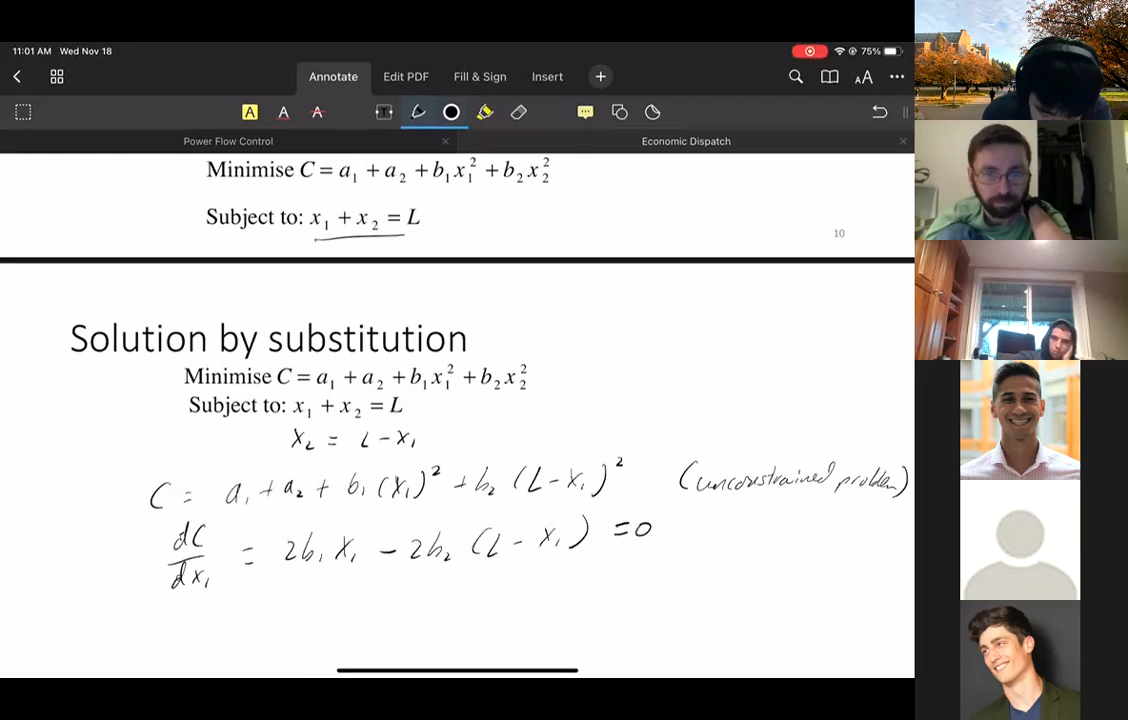 11:01 AM Wed Nov 18
75%
Annotate Edit PDF Fill & Sign Insert
AA
A A A T
Power Flow Control
Economic Dispatch
Minimise C = a₁ + a₂ + b₁x₁² + b₂x₂²
Subject to: x₁ + x₂ = L
10
Solution by substitution
Minimise C = a₁ + a₂ + b₁x₁² + b₂x₂²
Subject to: x₁ + x₂ = L
x₂ = L - x₁
C = a₁ + a₂ + b₁ (x₁)² + b₂ (L - x₁)² (unconstrained problem)
dC/dx₁ = 2b₁ x₁ - 2b₂ (L - x₁) = 0